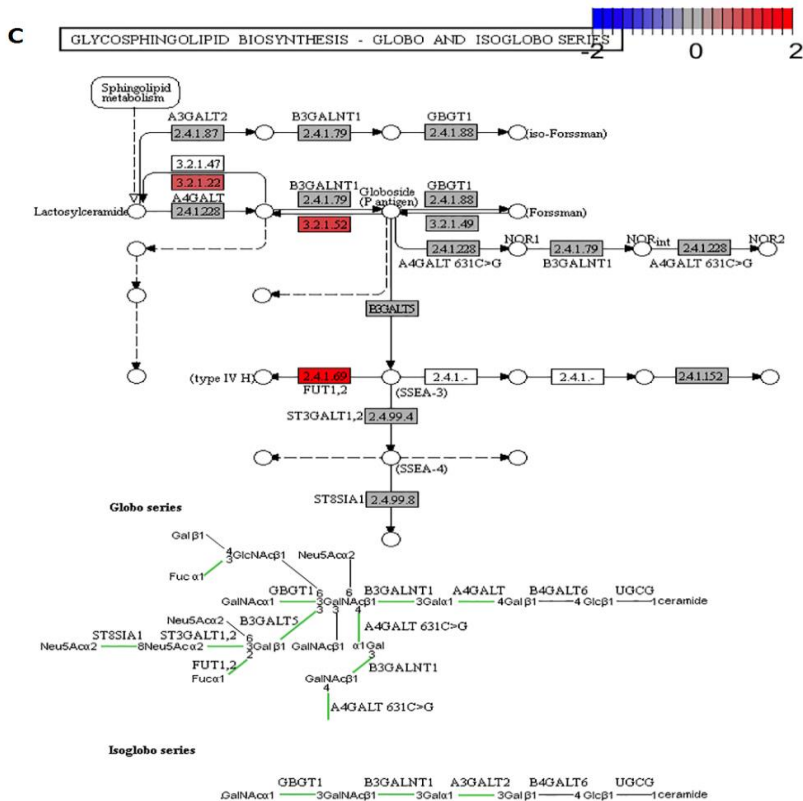 C
GLYCOSPHINGOLIPID BIOSYNTHESIS - GLOBO AND ISOGLOBO SERIES
-2 0 2
Sphingolipid
metabolism
A3GALT2 B3GALNT1 GBGT1
2.4.1.87 2.4.1.79 2.4.1.88 (iso-Forssman)
3.2.1.47
3.2.1.22
A4GALT
B3GALNT1 Globoside GBGT1
(P antigen)
2.4.1.79 2.4.1.88
Lactosylceramide 2.4.1.228 (Forssman)
3.2.1.52 3.1.49
NOR1 NORint NOR2
2.4.1.228 2.4.1.79 2.4.1.228
A4GALT 631C>G B3GALNT1 A4GALT 631C>G
B3GALT5
(type IV H) 2.4.1.69 2.4.1.- 2.4.1.- 2.4.1.152
FUT1,2 (SSEA-3)
ST3GALT1,2 2.4.99.4
(SSEA-4)
ST8SIA1 2.4.99.8
Globo series
Galβ1
4
3GlcNAcβ1 Neu5Acα2
Fucα1
GBGT1 6 6 B3GALNT1 A4GALT B4GALT6 UGCG
GalNAcα1 3GalNAcβ1 3Galα1 4Galβ1 4Glcβ1 1ceramide
3 3 4
B3GALT5
Neu5Acα2 A4GALT 631C>G
ST8SIA1 ST3GALT1,2 6
Neu5Acα2 8Neu5Acα2 3Galβ1 GalNAcβ1 α1Gal
2 3
FUT1,2 B3GALNT1
Fucα1 GalNAcβ1
4
A4GALT 631C>G
Isoglobo series
GBGT1 B3GALNT1 A3GALT2 B4GALT6 UGCG
GalNAcα1 3GalNAcβ1 3Galα1 3Galβ1 4Glcβ1 1ceramide